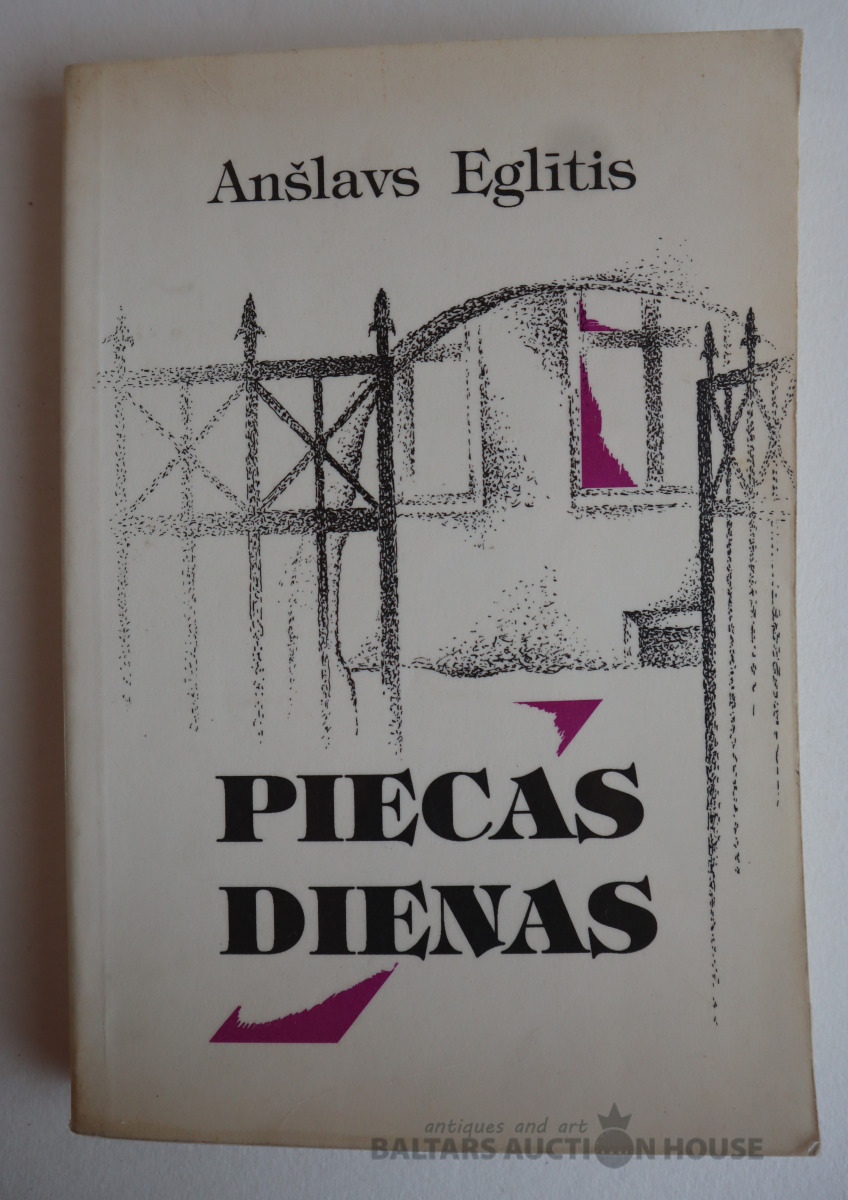 Anšlavs Eglītis
PIECAS
DIENAS
antiques and art
BALTARS AUCTION HOUSE